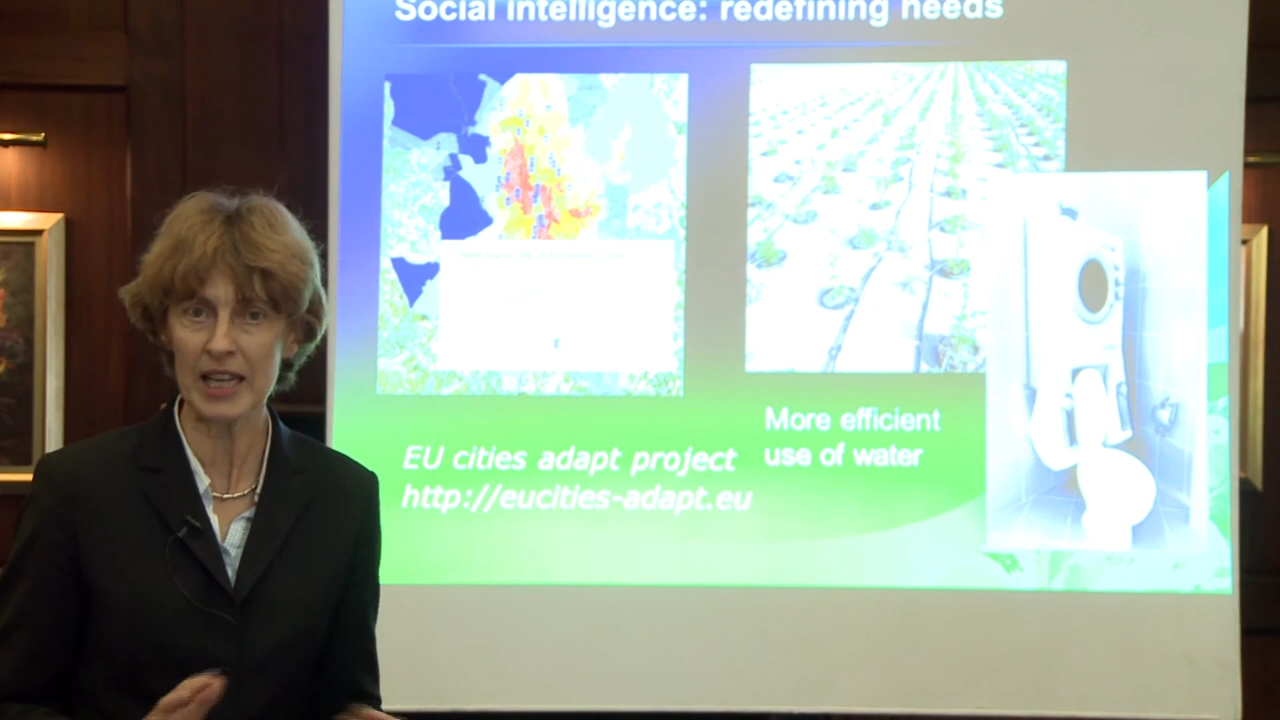 Social intelligence: redefining needs
More efficient
use of water
EU cities adapt project
http://eucities-adapt.eu